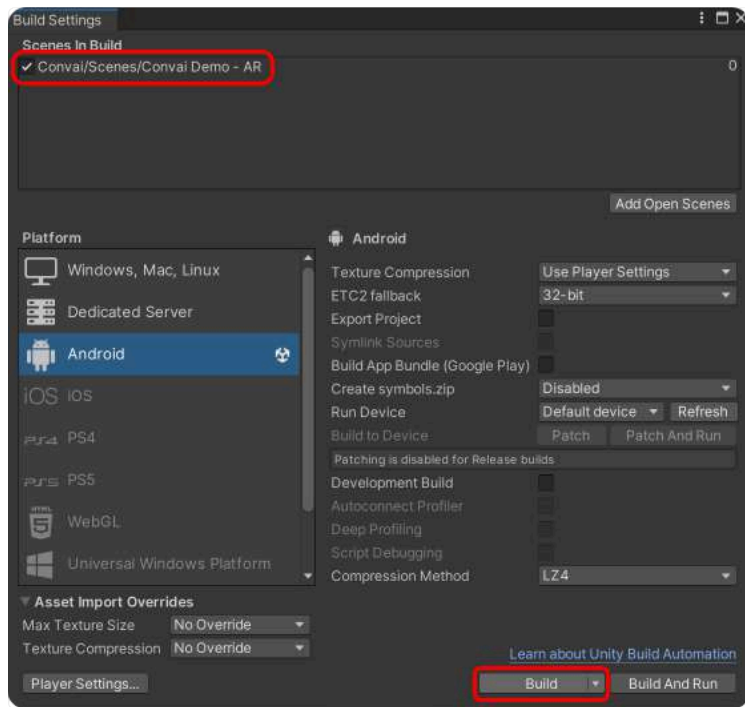 Build Settings
Scenes In Build
Convai/Scenes/Convai Demo - AR 0
Add Open Scenes
Platform
Windows, Mac, Linux
Dedicated Server
Android
iOS iOS
PS4 PS4
PS5 PS5
HTML 5 WebGL
Universal Windows Platform
Android
Texture Compression Use Player Settings
ETC2 fallback 32-bit
Export Project
Symlink Sources
Build App Bundle (Google Play)
Create symbols.zip Disabled
Run Device Default device Refresh
Build to Device Patch Patch And Run
Patching is disabled for Release builds
Development Build
Autoconnect Profiler
Deep Profiling
Script Debugging
Compression Method LZ4
Asset Import Overrides
Max Texture Size No Override
Texture Compression No Override
Learn about Unity Build Automation
Player Settings... Build Build And Run